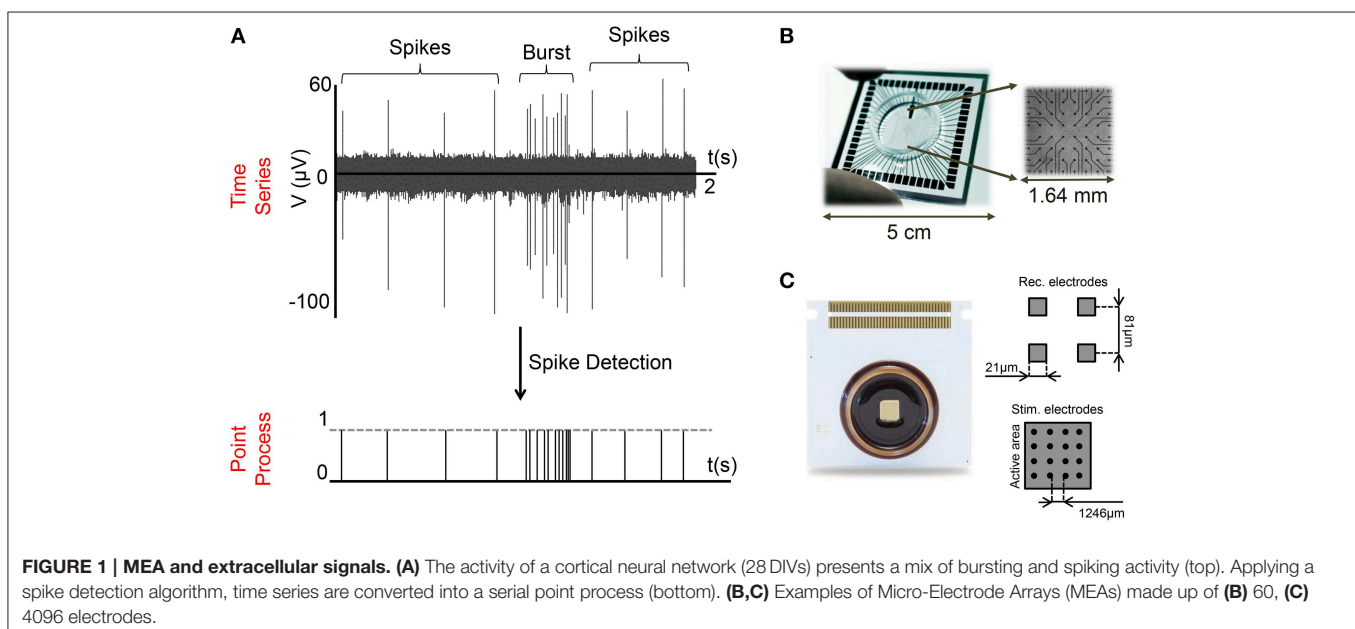 A
Spikes
Burst
Spikes
60
0
-100
V (µV)
Time
Series
t(s)
2
Spike Detection
1
0
Point
Process
t(s)
B
5 cm
1.64 mm
C
Rec. electrodes
81µm
21µm
Stim. electrodes
Active area
1246µm
FIGURE 1 | MEA and extracellular signals. (A) The activity of a cortical neural network (28 DIVs) presents a mix of bursting and spiking activity (top). Applying a
spike detection algorithm, time series are converted into a serial point process (bottom). (B,C) Examples of Micro-Electrode Arrays (MEAs) made up of (B) 60, (C)
4096 electrodes.